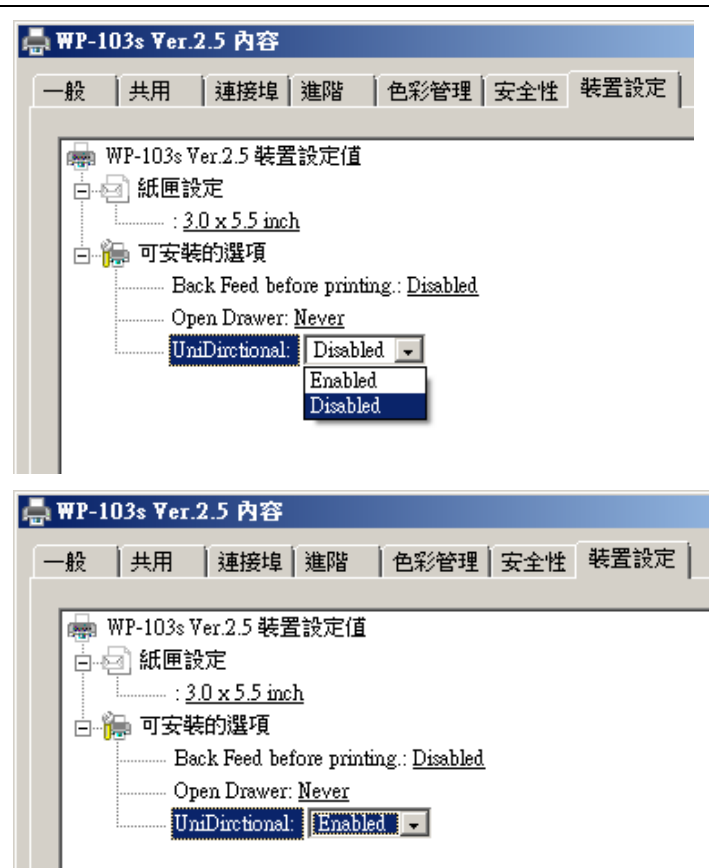 WP-103s Ver.2.5 內容
一般 共用 連接埠 進階 色彩管理 安全性 裝置設定
WP-103s Ver.2.5 裝置設定值
紙匣設定
: 3.0 x 5.5 inch
可安裝的選項
Back Feed before printing.: Disabled
Open Drawer: Never
UniDirctional: Disabled
Enabled
Disabled
WP-103s Ver.2.5 內容
一般 共用 連接埠 進階 色彩管理 安全性 裝置設定
WP-103s Ver.2.5 裝置設定值
紙匣設定
: 3.0 x 5.5 inch
可安裝的選項
Back Feed before printing.: Disabled
Open Drawer: Never
UniDirctional: Enabled